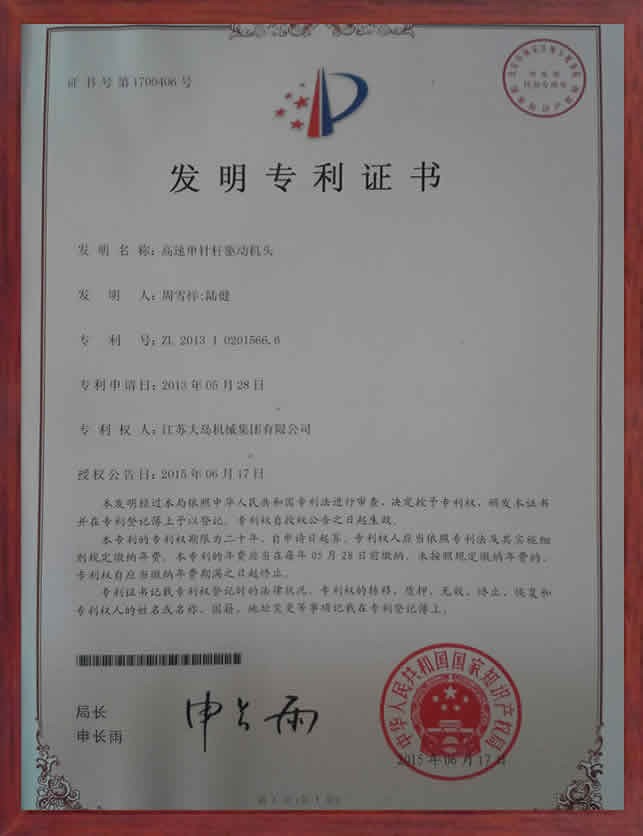 证书号第1700406号
发明专利证书
发 明 名 称：高速单针杆驱动机头
发 明 人：周雪梓;陆健
专 利 号：ZL 2013 1 0201566.6
专利申请日：2013年05月28日
专 利 权 人：江苏大岛机械集团有限公司
授权公告日：2015年06月17日
本发明经过本局依照中华人民共和国专利法进行审查，决定授予专利权，颁发本证书
并在专利登记簿上予以登记。专利权自授权公告之日起生效。
本专利的专利权期限为二十年，自申请日起算。专利权人应当依照专利法及其实施细
则规定缴纳年费。本专利的年费应当在每年05月28日前缴纳。未按照规定缴纳年费的，
专利权自应当缴纳年费期满之日起终止。
专利证书记载专利权登记时的法律状况。专利权的转移、质押、无效、终止、恢复和
专利权人的姓名或名称、国籍、地址变更等事项记载在专利登记簿上。
局长
申长雨
申长雨
中华人民共和国国家知识产权局
2015年06月17日
第1页(共1页)